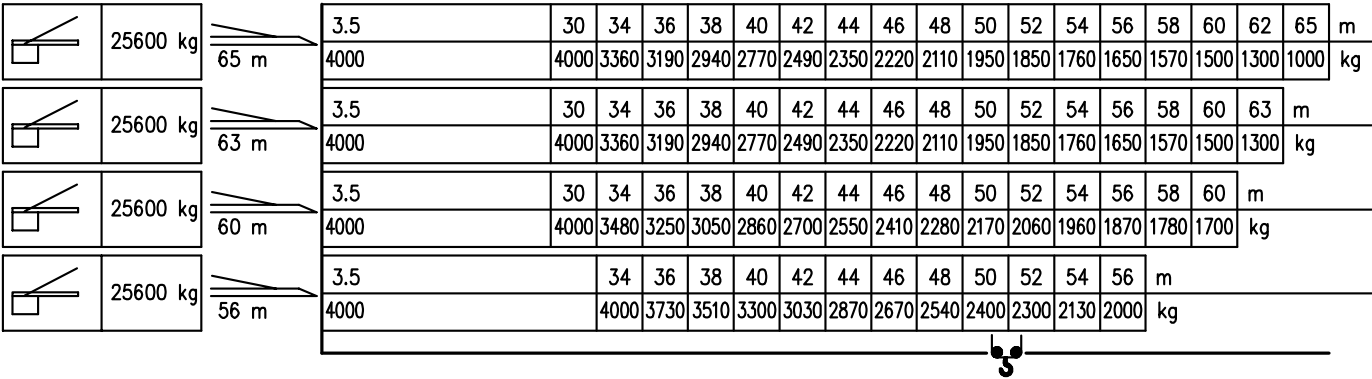 3.5 30 34 36 38 40 42 44 46 48 50 52 54 56 58 60 62 65 m
25600 kg
65 m
4000 4000 3360 3190 2940 2770 2490 2350 2220 2110 1950 1850 1760 1650 1570 1500 1300 1000 kg
3.5 30 34 36 38 40 42 44 46 48 50 52 54 56 58 60 63 m
25600 kg
63 m
4000 4000 3360 3190 2940 2770 2490 2350 2220 2110 1950 1850 1760 1650 1570 1500 1300 kg
3.5 30 34 36 38 40 42 44 46 48 50 52 54 56 58 60 m
25600 kg
60 m
4000 4000 3480 3250 3050 2860 2700 2550 2410 2280 2170 2060 1960 1870 1780 1700 kg
3.5 34 36 38 40 42 44 46 48 50 52 54 56 m
25600 kg
56 m
4000 4000 3730 3510 3300 3030 2870 2670 2540 2400 2300 2130 2000 kg